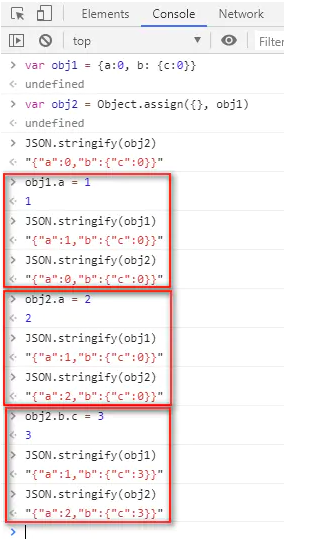 Elements Console Network
top Filter
> var obj1 = {a:0, b: {c:0}}
< undefined
> var obj2 = Object.assign({}, obj1)
< undefined
> JSON.stringify(obj2)
< "{"a":0,"b":{"c":0}}"
> obj1.a = 1
< 1
> JSON.stringify(obj1)
< "{"a":1,"b":{"c":0}}"
> JSON.stringify(obj2)
< "{"a":0,"b":{"c":0}}"
> obj2.a = 2
< 2
> JSON.stringify(obj1)
< "{"a":1,"b":{"c":0}}"
> JSON.stringify(obj2)
< "{"a":2,"b":{"c":0}}"
> obj2.b.c = 3
< 3
> JSON.stringify(obj1)
< "{"a":1,"b":{"c":3}}"
> JSON.stringify(obj2)
< "{"a":2,"b":{"c":3}}"
>